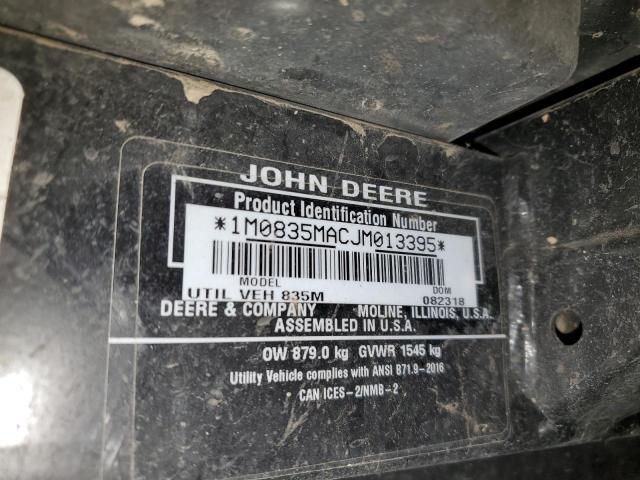 JOHN DEERE
Product Identification Number
*1M0835MACJM013395*
MODEL DOM
UTIL VEH 835M 082318
DEERE & COMPANY MOLINE, ILLINOIS, U.S.A.
ASSEMBLED IN U.S.A.
OW 879.0 kg GVWR 1545 kg
Utility Vehicle complies with ANSI B71.9-2016
CAN ICES-2/NMB-2